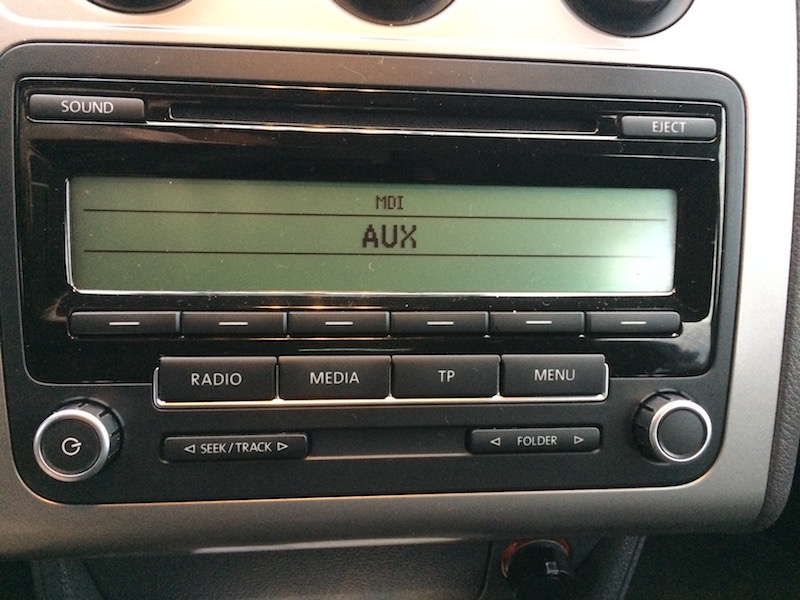 SOUND
EJECT
MDI
AUX
RADIO MEDIA TP MENU
SEEK / TRACK
FOLDER